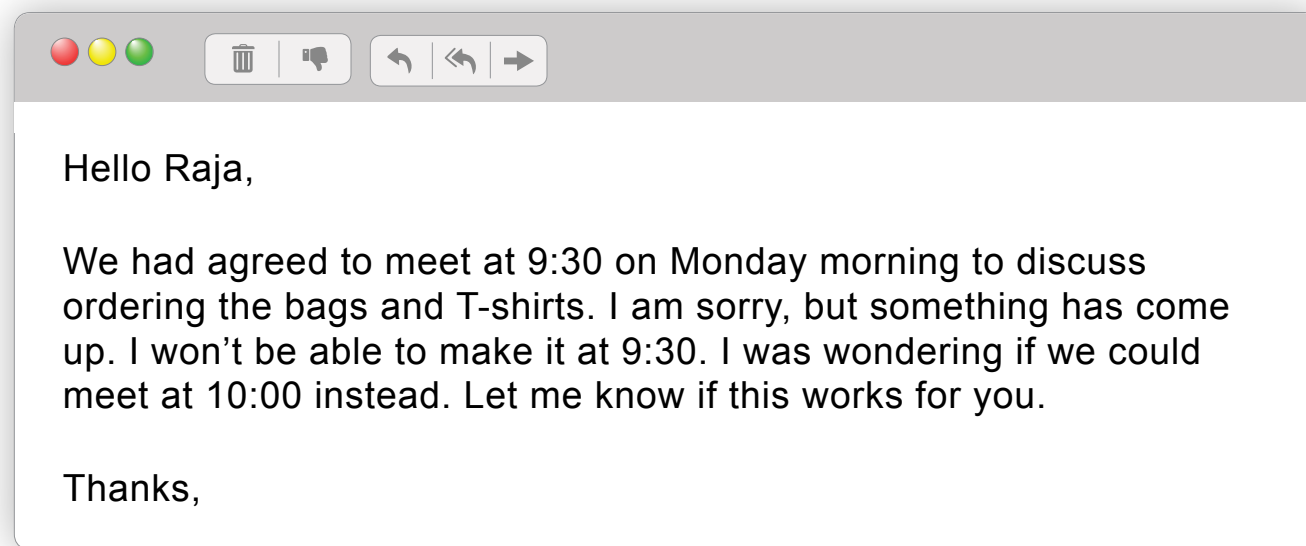 Hello Raja,
We had agreed to meet at 9:30 on Monday morning to discuss
ordering the bags and T-shirts. I am sorry, but something has come
up. I won’t be able to make it at 9:30. I was wondering if we could
meet at 10:00 instead. Let me know if this works for you.
Thanks,